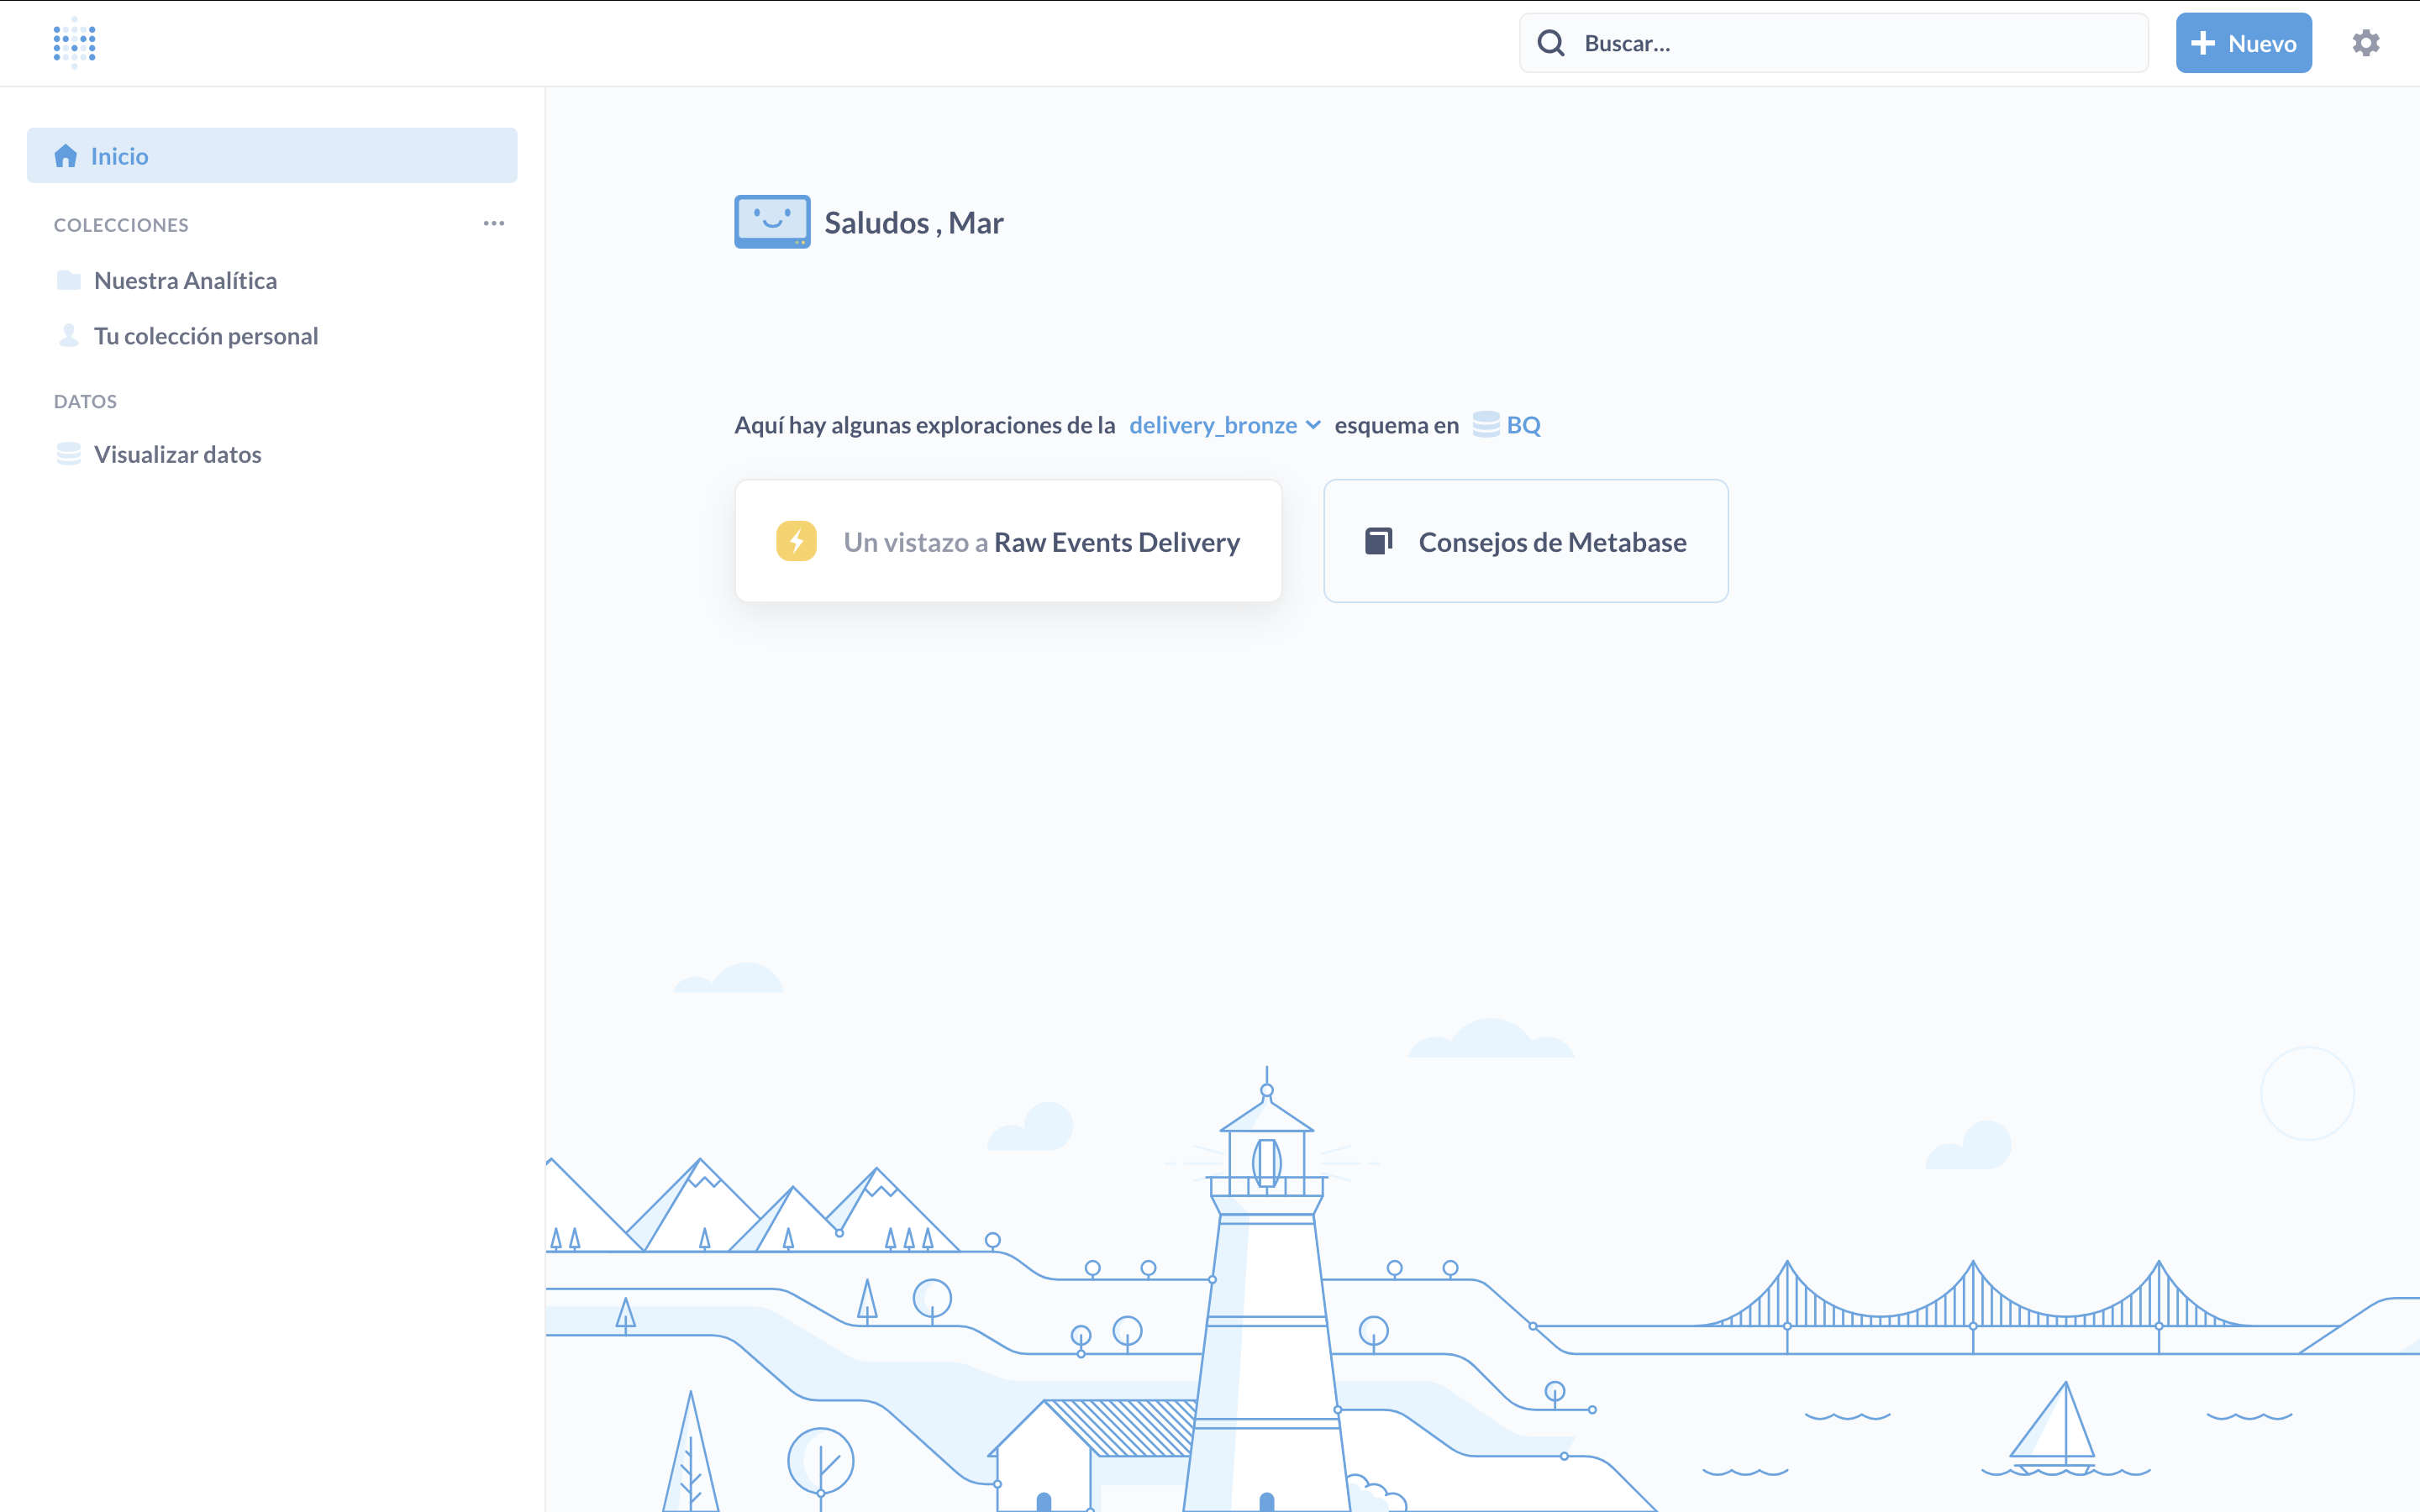 Buscar...
Nuevo
Inicio
COLECCIONES
Nuestra Analítica
Tu colección personal
DATOS
Visualizar datos
Saludos , Mar
Aquí hay algunas exploraciones de la delivery_bronze esquema en BQ
Un vistazo a Raw Events Delivery
Consejos de Metabase